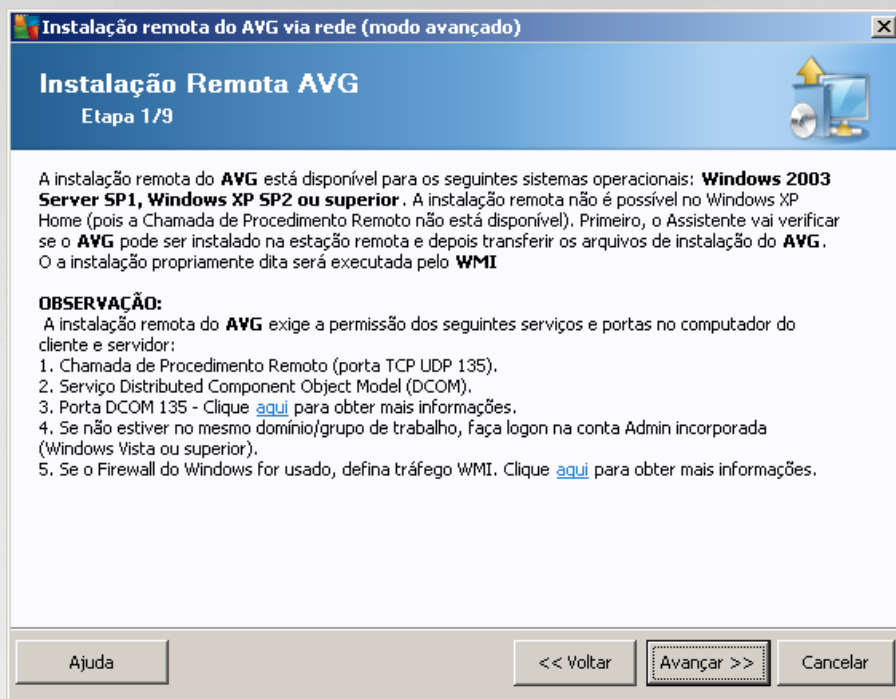 Instalação remota do AVG via rede (modo avançado)
Instalação Remota AVG
Etapa 1/9
A instalação remota do AVG está disponível para os seguintes sistemas operacionais: Windows 2003
Server SP1, Windows XP SP2 ou superior. A instalação remota não é possível no Windows XP
Home (pois a Chamada de Procedimento Remoto não está disponível). Primeiro, o Assistente vai verificar
se o AVG pode ser instalado na estação remota e depois transferir os arquivos de instalação do AVG.
O a instalação propriamente dita será executada pelo WMI
OBSERVAÇÃO:
A instalação remota do AVG exige a permissão dos seguintes serviços e portas no computador do
cliente e servidor:
1. Chamada de Procedimento Remoto (porta TCP UDP 135).
2. Serviço Distributed Component Object Model (DCOM).
3. Porta DCOM 135 - Clique aqui para obter mais informações.
4. Se não estiver no mesmo domínio/grupo de trabalho, faça logon na conta Admin incorporada
(Windows Vista ou superior).
5. Se o Firewall do Windows for usado, defina tráfego WMI. Clique aqui para obter mais informações.
Ajuda
<< Voltar
Avançar >>
Cancelar